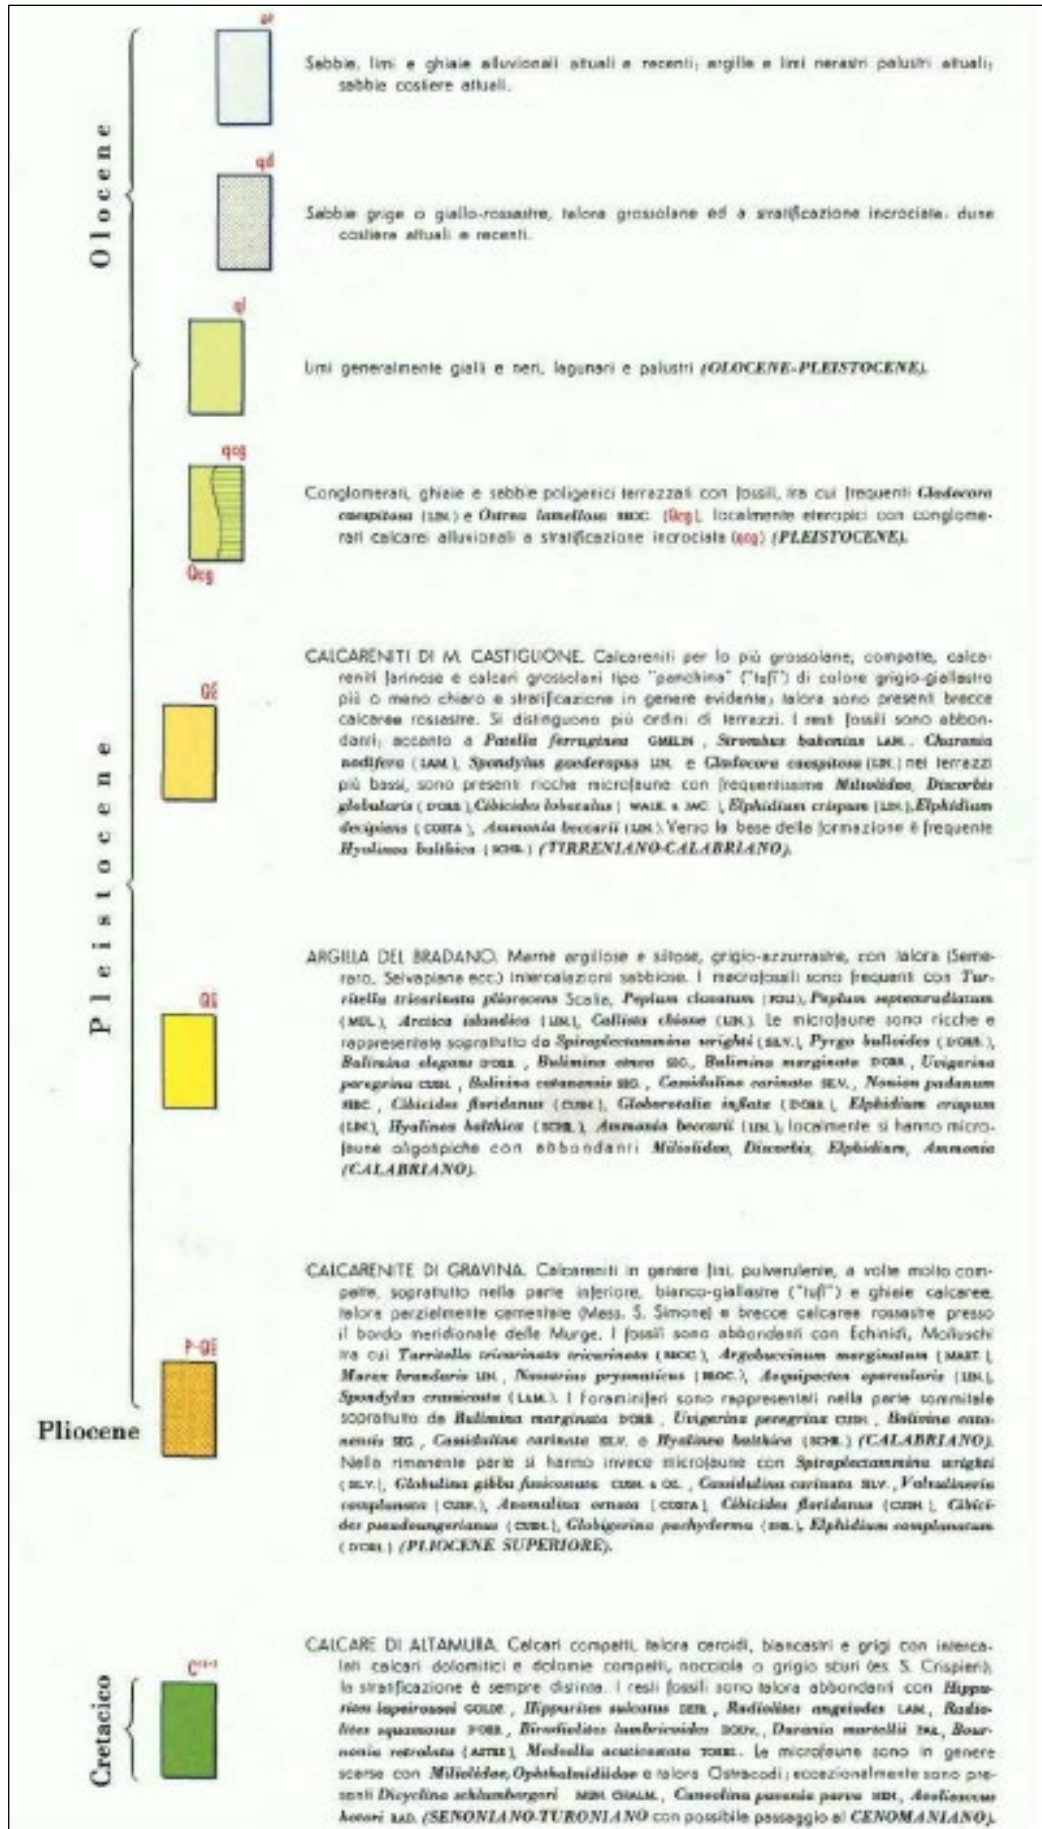 Olocene
Sabbie, limi e ghiaie alluvionali attuali e recenti; argille e limi nerastri palustri attuali;
sabbie costiere attuali.
qd
Sabbie grige o giallo-rossastre, talora grossolane ed a stratificazione incrociata. dune
costiere attuali e recenti.
ql
Limi generalmente gialli e neri, lagunari e palustri (OLOCENE-PLEISTOCENE).
qcg
Conglomerati, ghiaie e sabbie poligenici terrazzati con fossili, tra cui frequenti Cladocora
caespitosa (LIN.) e Ostrea lamellosa BROC. (Qcg), localmente eteropici con conglome-
rati calcarei alluvionali a stratificazione incrociata (qcg) (PLEISTOCENE).
Qcg
Pleistocene
CALCARENITI DI M. CASTIGLIONE. Calcareniti per lo più grossolane, compatte, calca-
reniti farinose e calcari grossolani tipo "panchina" ("tufi") di colore grigio-giallastro
più o meno chiaro e stratificazione in genere evidente; talora sono presenti brecce
calcaree rossastre. Si distinguono più ordini di terrazzi. I resti fossili sono abbon-
danti; accanto a Patella ferruginea GMELIN, Strombus bubonius LAM., Charonia
nodifera (LAM.), Spondylus gaederopus LIN. e Cladocora caespitosa (LIN.) nei terrazzi
più bassi, sono presenti ricche microfaune con frequentissime Miliolidae, Discorbis
globularis (D'ORB.), Cibicides lobatulus (WALK. & JAC.), Elphidium crispum (LIN.), Elphidium
decipiens (COSTA), Ammonia beccarii (LIN.). Verso la base della formazione è frequente
Hyalinea balthica (SCHR.) (TIRRENIANO-CALABRIANO).
ARGILLA DEL BRADANO. Marne argillose e siltose, grigio-azzurrastre, con talora (Seme-
raro, Selvapiana ecc.) intercalazioni sabbiose. I macrofossili sono frequenti con Tur-
ritella tricarinata pliorecens Scalia, Peplum clavatum (POLI), Peplum septemradiatum
(MÜL.), Arctica islandica (LIN.), Callista chione (LIN.). Le microfaune sono ricche e
rappresentate soprattutto da Spiroplectammina wrighti (SILV.), Pyrgo bulloides (D'ORB.),
Bulimina elegans D'ORB., Bulimina etnea SEG., Bulimina marginata D'ORB., Uvigerina
peregrina CUSH., Bolivina catanensis SEG., Cassidulina carinata SILV., Nonion padanum
PERC., Cibicides floridanus (CUSH.), Globorotalia inflata (D'ORB.), Elphidium crispum
(LIN.), Hyalinea balthica (SCHR.), Ammonia beccarii (LIN.), localmente si hanno micro-
faune oligotipiche con abbondanti Miliolidae, Discorbis, Elphidium, Ammonia
(CALABRIANO).
CALCARENITE DI GRAVINA. Calcareniti in genere fini, pulverulente, a volte molto com-
patte, soprattutto nella parte inferiore, bianco-giallastre ("tufi") e ghiaie calcaree,
talora parzialmente cementate (Mass. S. Simone) e brecce calcaree rossastre presso
il bordo meridionale delle Murge. I fossili sono abbondanti con Echinidi, Molluschi
tra cui Turritella tricarinata tricarinata (BROC.), Argobuccinum marginatum (MART.),
Murex brandaris LIN., Nassarius prysmaticus (BROC.), Aequipecten opercularis (LIN.),
Spondylus crassicosta (LAM.). I Foraminiferi sono rappresentati nella parte sommitale
soprattutto da Bulimina marginata D'ORB., Uvigerina peregrina CUSH., Bolivina cata-
nensis SEG., Cassidulina carinata SILV. e Hyalinea balthica (SCHR.) (CALABRIANO).
Nella rimanente parte si hanno invece microfaune con Spiroplectammina wrighti
(SILV.), Globulina gibba fusiconata CUSH. & OZ., Cassidulina carinata SILV., Valvulineria
complanata (CUSH.), Anomalina ornata (COSTA), Cibicides floridanus (CUSH.), Cibici-
des pseudoungerianus (CUSH.), Globigerina pachyderma (EHR.), Elphidium complanatum
(D'ORB.) (PLIOCENE SUPERIORE).
Pliocene
Cretacico
CALCARE DI ALTAMURA. Calcari compatti, talora ceroidi, biancastri e grigi con interca-
lati calcari dolomitici e dolomie compatti, nocciola o grigio scuri (es. S. Crispieri);
la stratificazione è sempre distinta. I resti fossili sono talora abbondanti con Hippu-
rites lapeirousei GOLDF., Hippurites sulcatus DEFR., Radiolites angeiodes LAM., Radio-
lites squamosus D'ORB., Biradiolites lumbricoides DOUV., Durania martellii PAR., Bour-
nonia retrolata (ASTRE), Medeella acuticostata TORRE. Le microfaune sono in genere
scarse con Miliolidae, Ophthalmidiidae e talora Ostracodi; eccezionalmente sono pre-
senti Dicyclina schlumbergeri MUN. CHALM., Cuneolina pavonia parva HEN., Aeolisaccus
kotori RAD. (SENONIANO-TURONIANO con possibile passaggio al CENOMANIANO).